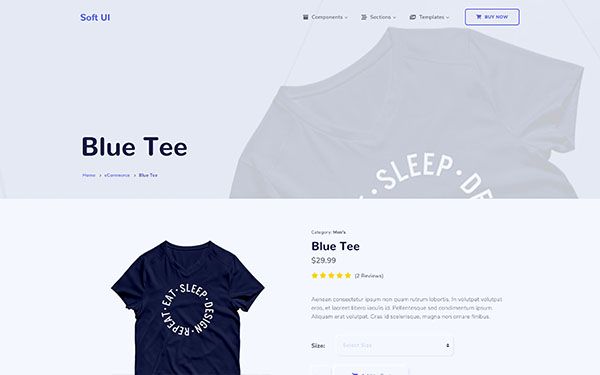 Soft UI
Components
Sections
Templates
BUY NOW
SLEEP · DESIGN
Blue Tee
Home > eCommerce > Blue Tee
Category: Men's
Blue Tee
$29.99
(2 Reviews)
Aenean consectetur ipsum non quam rutrum lobortis. In volutpat volutpat
eros, et laoreet libero iaculis id. Pellentesque sed condimentum ipsum.
Aliquam erat volutpat. Cras id scelerisque, magna non ornare finibus.
EAT · SLEEP · DESIGN · REPEAT ·
Size:
Select Size